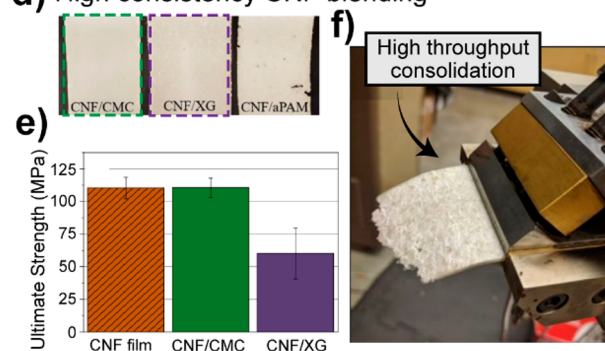 d) High consistency CNF blending
CNF/CMC
CNF/XG
CNF/aPAM
e)
Ultimate Strength (MPa)
125
100
75
50
25
0
CNF film
CNF/CMC
CNF/XG
f)
High throughput
consolidation